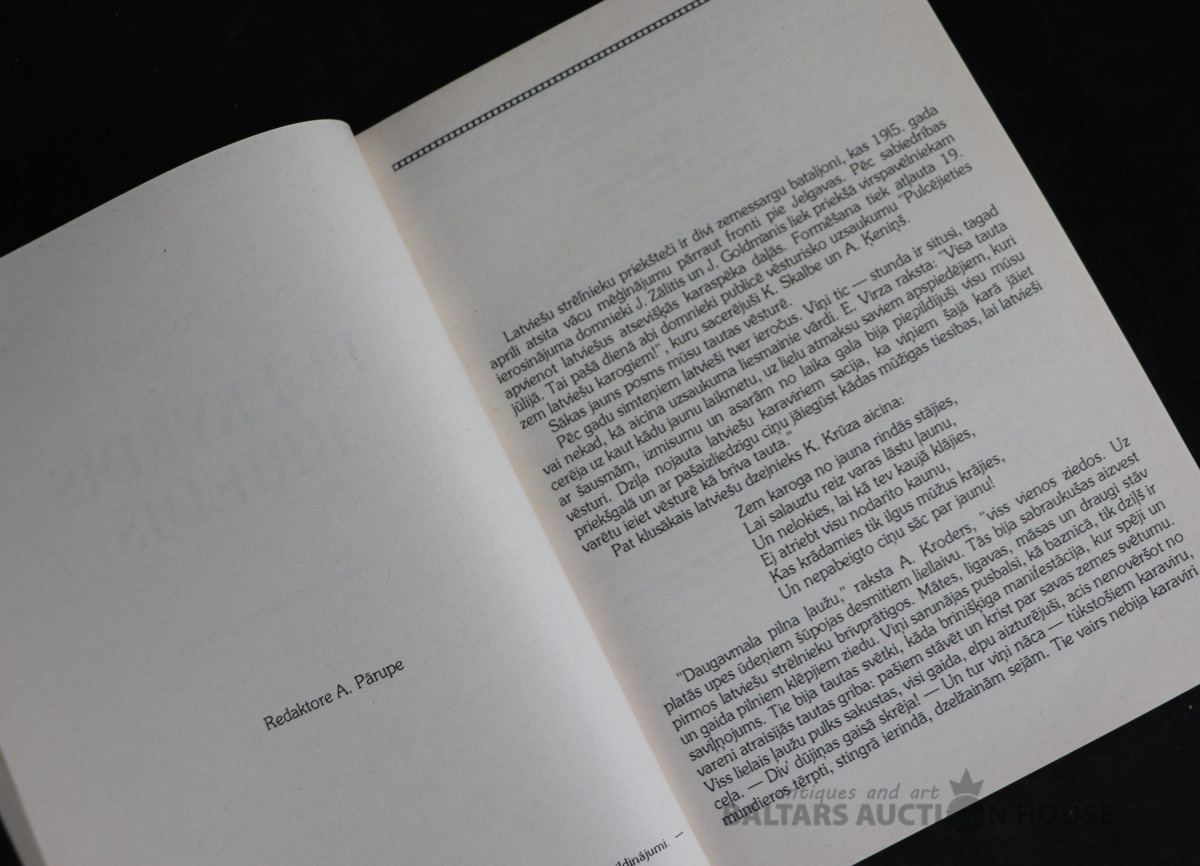 Redaktore A. Pārupe
ildinājumi. —
Latviešu strēlnieku priekšteči ir divi zemessargu bataljoni, kas 1915. gada
aprīlī atsita vācu mēģinājumu pārraut fronti pie Jelgavas. Pēc sabiedrības
ierosinājuma domnieki J. Zālītis un J. Goldmanis liek priekšā virspavēlniekam
apvienot latviešus atsevišķās karaspēka daļās. Formēšana tiek atļauta 19.
jūlijā. Tai pašā dienā abi domnieki publicē vēsturisko uzsaukumu "Pulcējieties
zem latviešu karogiem!", kuru sacerējuši K. Skalbe un A. Ķeniņš.
Sākas jauns posms mūsu tautas vēsturē.
Pēc gadu simteņiem latvieši tver ieročus. Viņi tic — stunda ir situsi, tagad
vai nekad, kā aicina uzsaukuma liesmainie vārdi. E. Virza raksta: "Visa tauta
cerēja uz kaut kādu jaunu laikmetu, uz lielu atmaksu saviem apspiedējiem, kuri
ar šausmām, izmisumu un asarām no laika gala bija piepildījuši visu mūsu
vēsturi. Dziļa nojauta latviešu karavīriem sacīja, ka viņiem šajā karā jāiet
priekšgalā un ar pašaizliedzīgu ciņu jāiegūst kādas mūžīgas tiesības, lai latvieši
varētu ieiet vēsturē kā brīva tauta."
Pat klusākais latviešu dzejnieks K. Krūza aicina:
Zem karoga no jauna rindās stājies,
Lai salauztu reiz varas lāstu ļaunu,
Un nelokies, lai kā tev kaujā klājies,
Ej atriebt visu nodarīto kaunu,
Kas krādamies tik ilgus mūžus krājies,
Un nepabeigto ciņu sāc par jaunu!
"Daugavmala pilna ļaužu," raksta A. Kroders, "viss vienos ziedos. Uz
platās upes ūdeņiem šūpojas desmitiem liellaivu. Tās bija sabraukušas aizvest
pirmos latviešu strēlnieku brīvprātīgos. Mātes, līgavas, māsas un draugi stāv
un gaida pilniem klēpjiem ziedu. Viņi sarunājas pusbalsī, kā baznīcā, tik dziļš ir
saviļņojums. Tie bija tautas svētki, kāda brīnišķīga manifestācija, kur spēji un
vareni atraisījās tautas griba: pašiem stāvēt un krist par savas zemes svētumu.
Viss lielais ļaužu pulks sakustas, visi gaida, elpu aizturējuši, acis nenovēršot no
ceļa. — Div' dūjiņas gaisā skrēja! — Un tur viņi nāca — tūkstošiem karavīru,
mundieros tērpti, stingrā ierindā, dzelžainām sejām. Tie vairs nebija karavīri
antiques and art
BALTARS AUCTION HOUSE